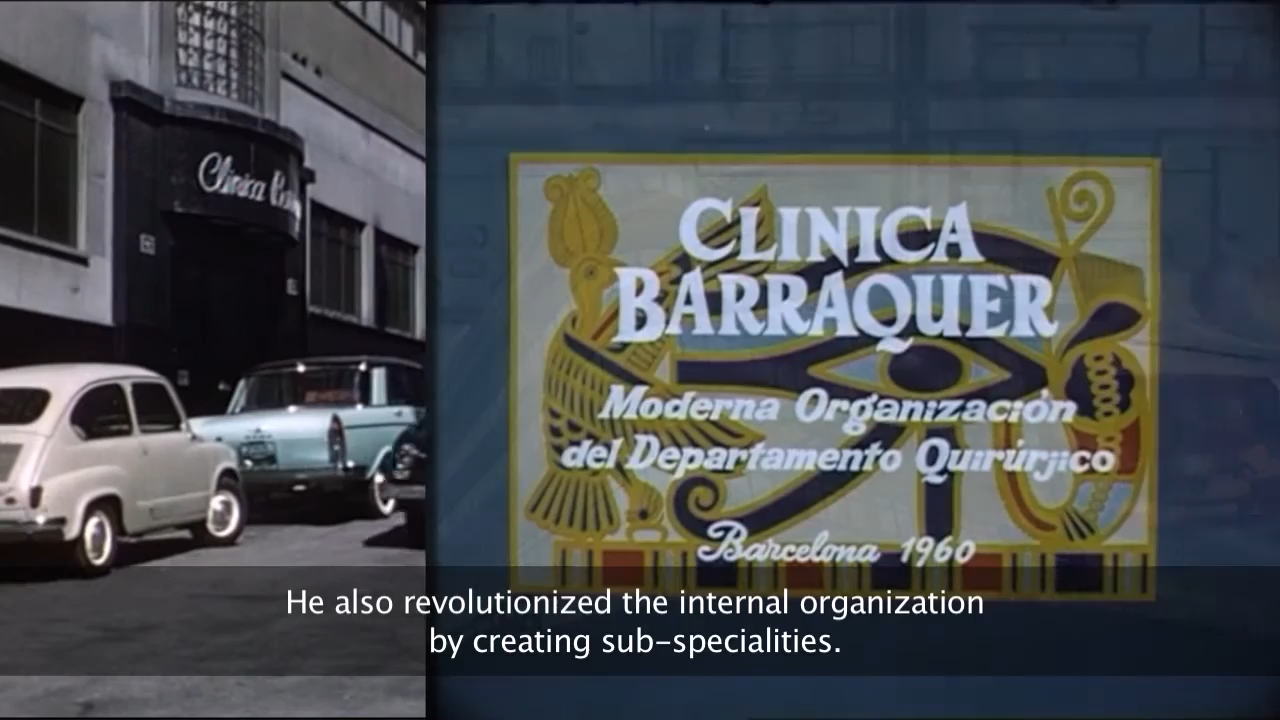 Clinica
CLINICA
BARRAQUER
Moderna Organización
del Departamento Quirúrjico
Barcelona 1960
He also revolutionized the internal organization
by creating sub-specialities.